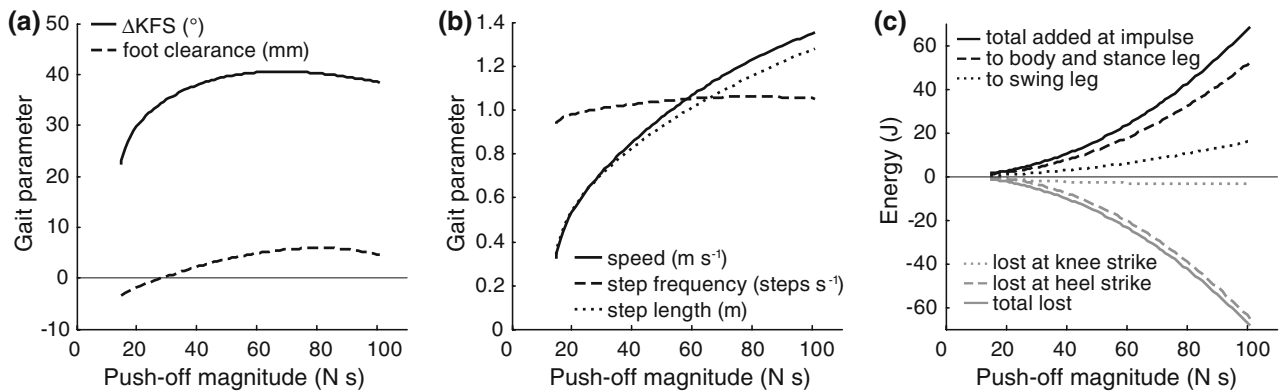 (a)
ΔKFS (°)
foot clearance (mm)
50
40
30
20
10
0
-10
Gait parameter
0 20 40 60 80 100
Push-off magnitude (N s)
(b)
1.4
1.2
1.0
0.8
0.6
0.4
0.2
0
Gait parameter
speed (m s⁻¹)
step frequency (steps s⁻¹)
step length (m)
0 20 40 60 80 100
Push-off magnitude (N s)
(c)
total added at impulse
to body and stance leg
to swing leg
60
40
20
0
-20
-40
-60
Energy (J)
lost at knee strike
lost at heel strike
total lost
0 20 40 60 80 100
Push-off magnitude (N s)